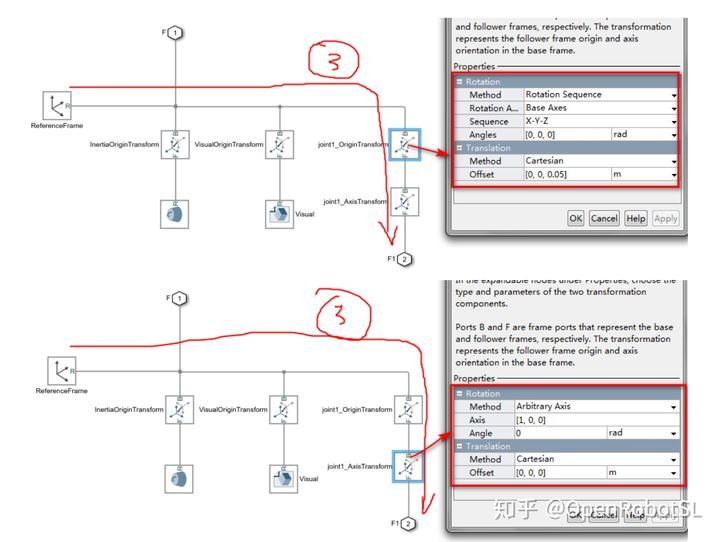 F 1
and follower frames, respectively. The transformation
represents the follower frame origin and axis
orientation in the base frame.
Properties
Rotation
Method Rotation Sequence
Rotation A... Base Axes
Sequence X-Y-Z
Angles [0, 0, 0] rad
Translation
Method Cartesian
Offset [0, 0, 0.05] m
OK Cancel Help Apply
3
R
ReferenceFrame
B B B
InertiaOriginTransform VisualOriginTransform joint1_OriginTransform
F F F
B
joint1_AxisTransform
F
R R
Visual
F1 2
F 1
In the expandable nodes under Properties, choose the
type and parameters of the two transformation
components.
Ports B and F are frame ports that represent the base
and follower frames, respectively. The transformation
represents the follower frame origin and axis
orientation in the base frame.
Properties
Rotation
Method Arbitrary Axis
Axis [1, 0, 0]
Angle 0 rad
Translation
Method Cartesian
Offset [0, 0, 0] m
OK Cancel Help Apply
3
R
ReferenceFrame
B B B
InertiaOriginTransform VisualOriginTransform joint1_OriginTransform
F F F
B
joint1_AxisTransform
F
R R
Visual
F1 2
知乎 @OpenRobotSL